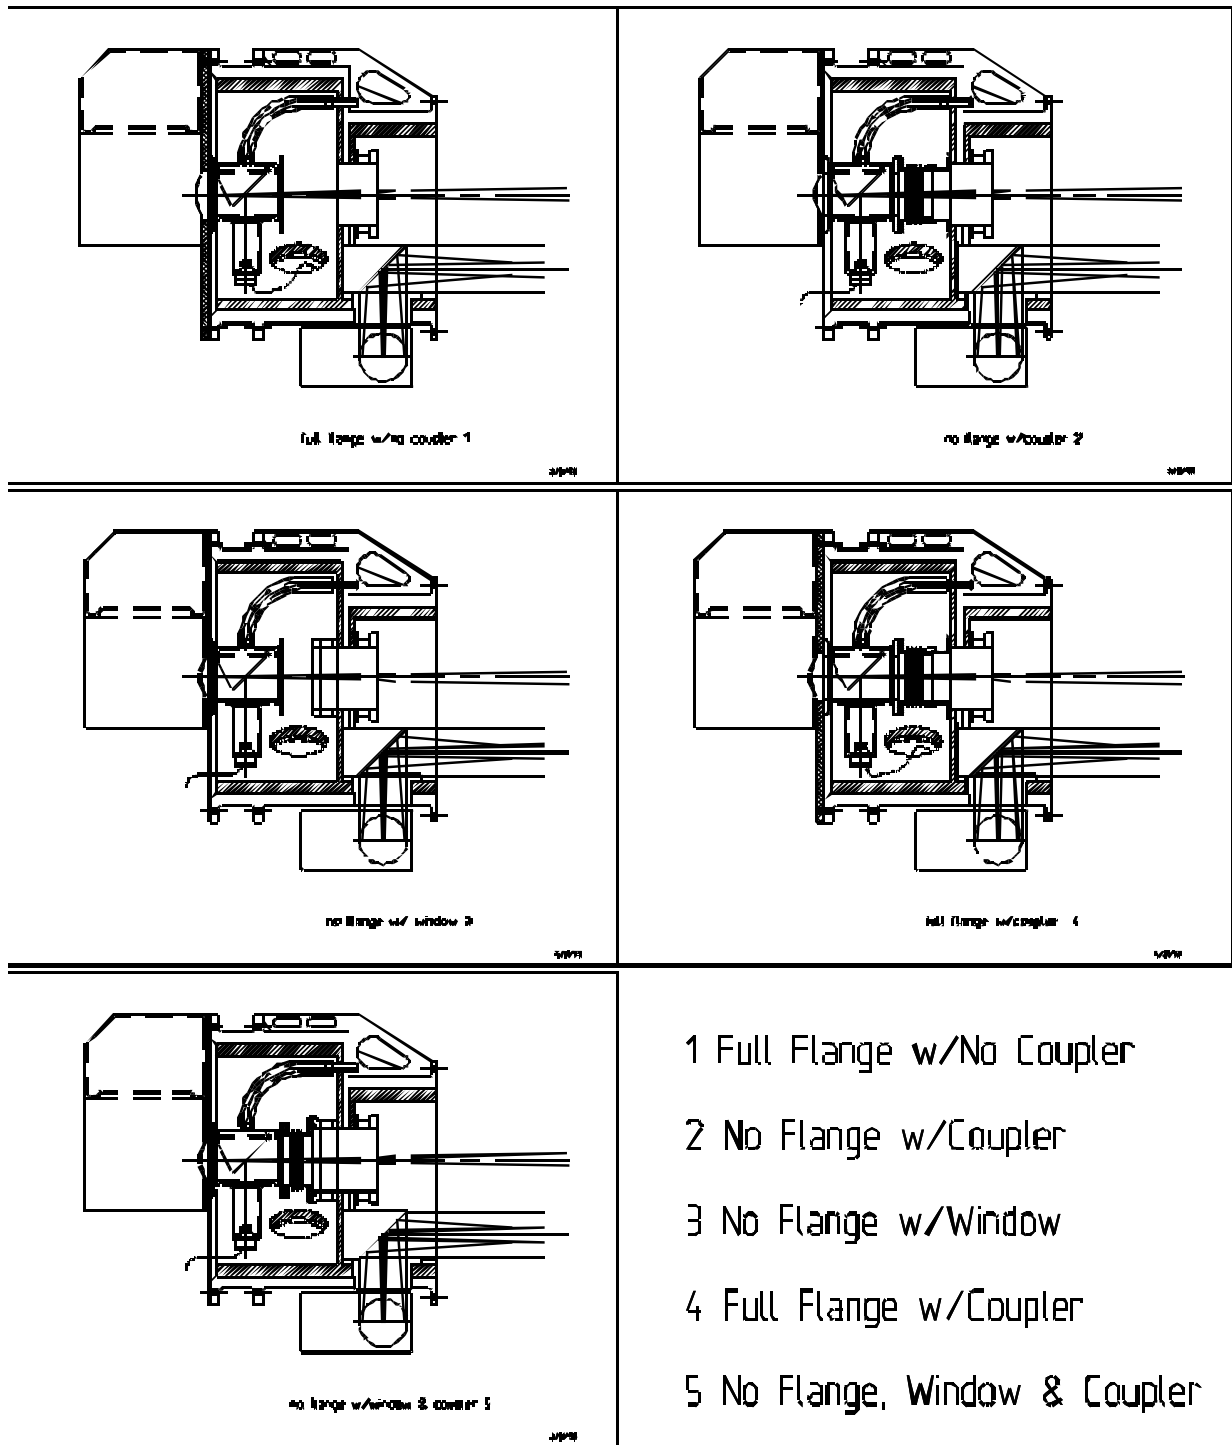 full flange w/no coupler 1
no flange w/coupler 2
no flange w/ window 3
full flange w/coupler 4
no flange w/window & coupler 5
1 Full Flange w/No Coupler
2 No Flange w/Coupler
3 No Flange w/Window
4 Full Flange w/Coupler
5 No Flange, Window & Coupler